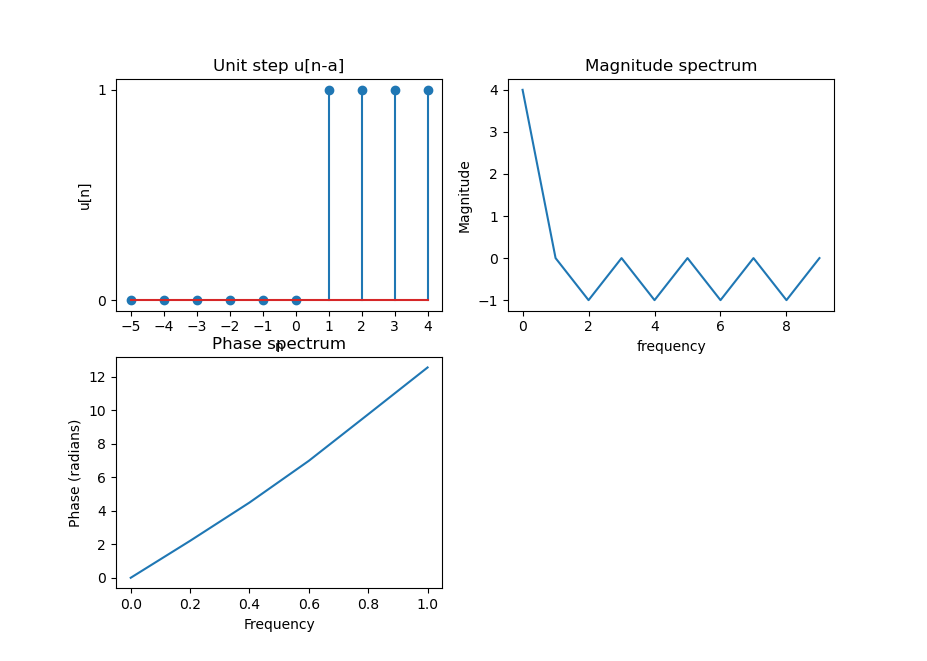 Unit step u[n-a]
u[n]
1
0
−5 −4 −3 −2 −1 0 1 2 3 4
n
Magnitude spectrum
Magnitude
4
3
2
1
0
−1
0 2 4 6 8
frequency
Phase spectrum
Phase (radians)
12
10
8
6
4
2
0
0.0 0.2 0.4 0.6 0.8 1.0
Frequency